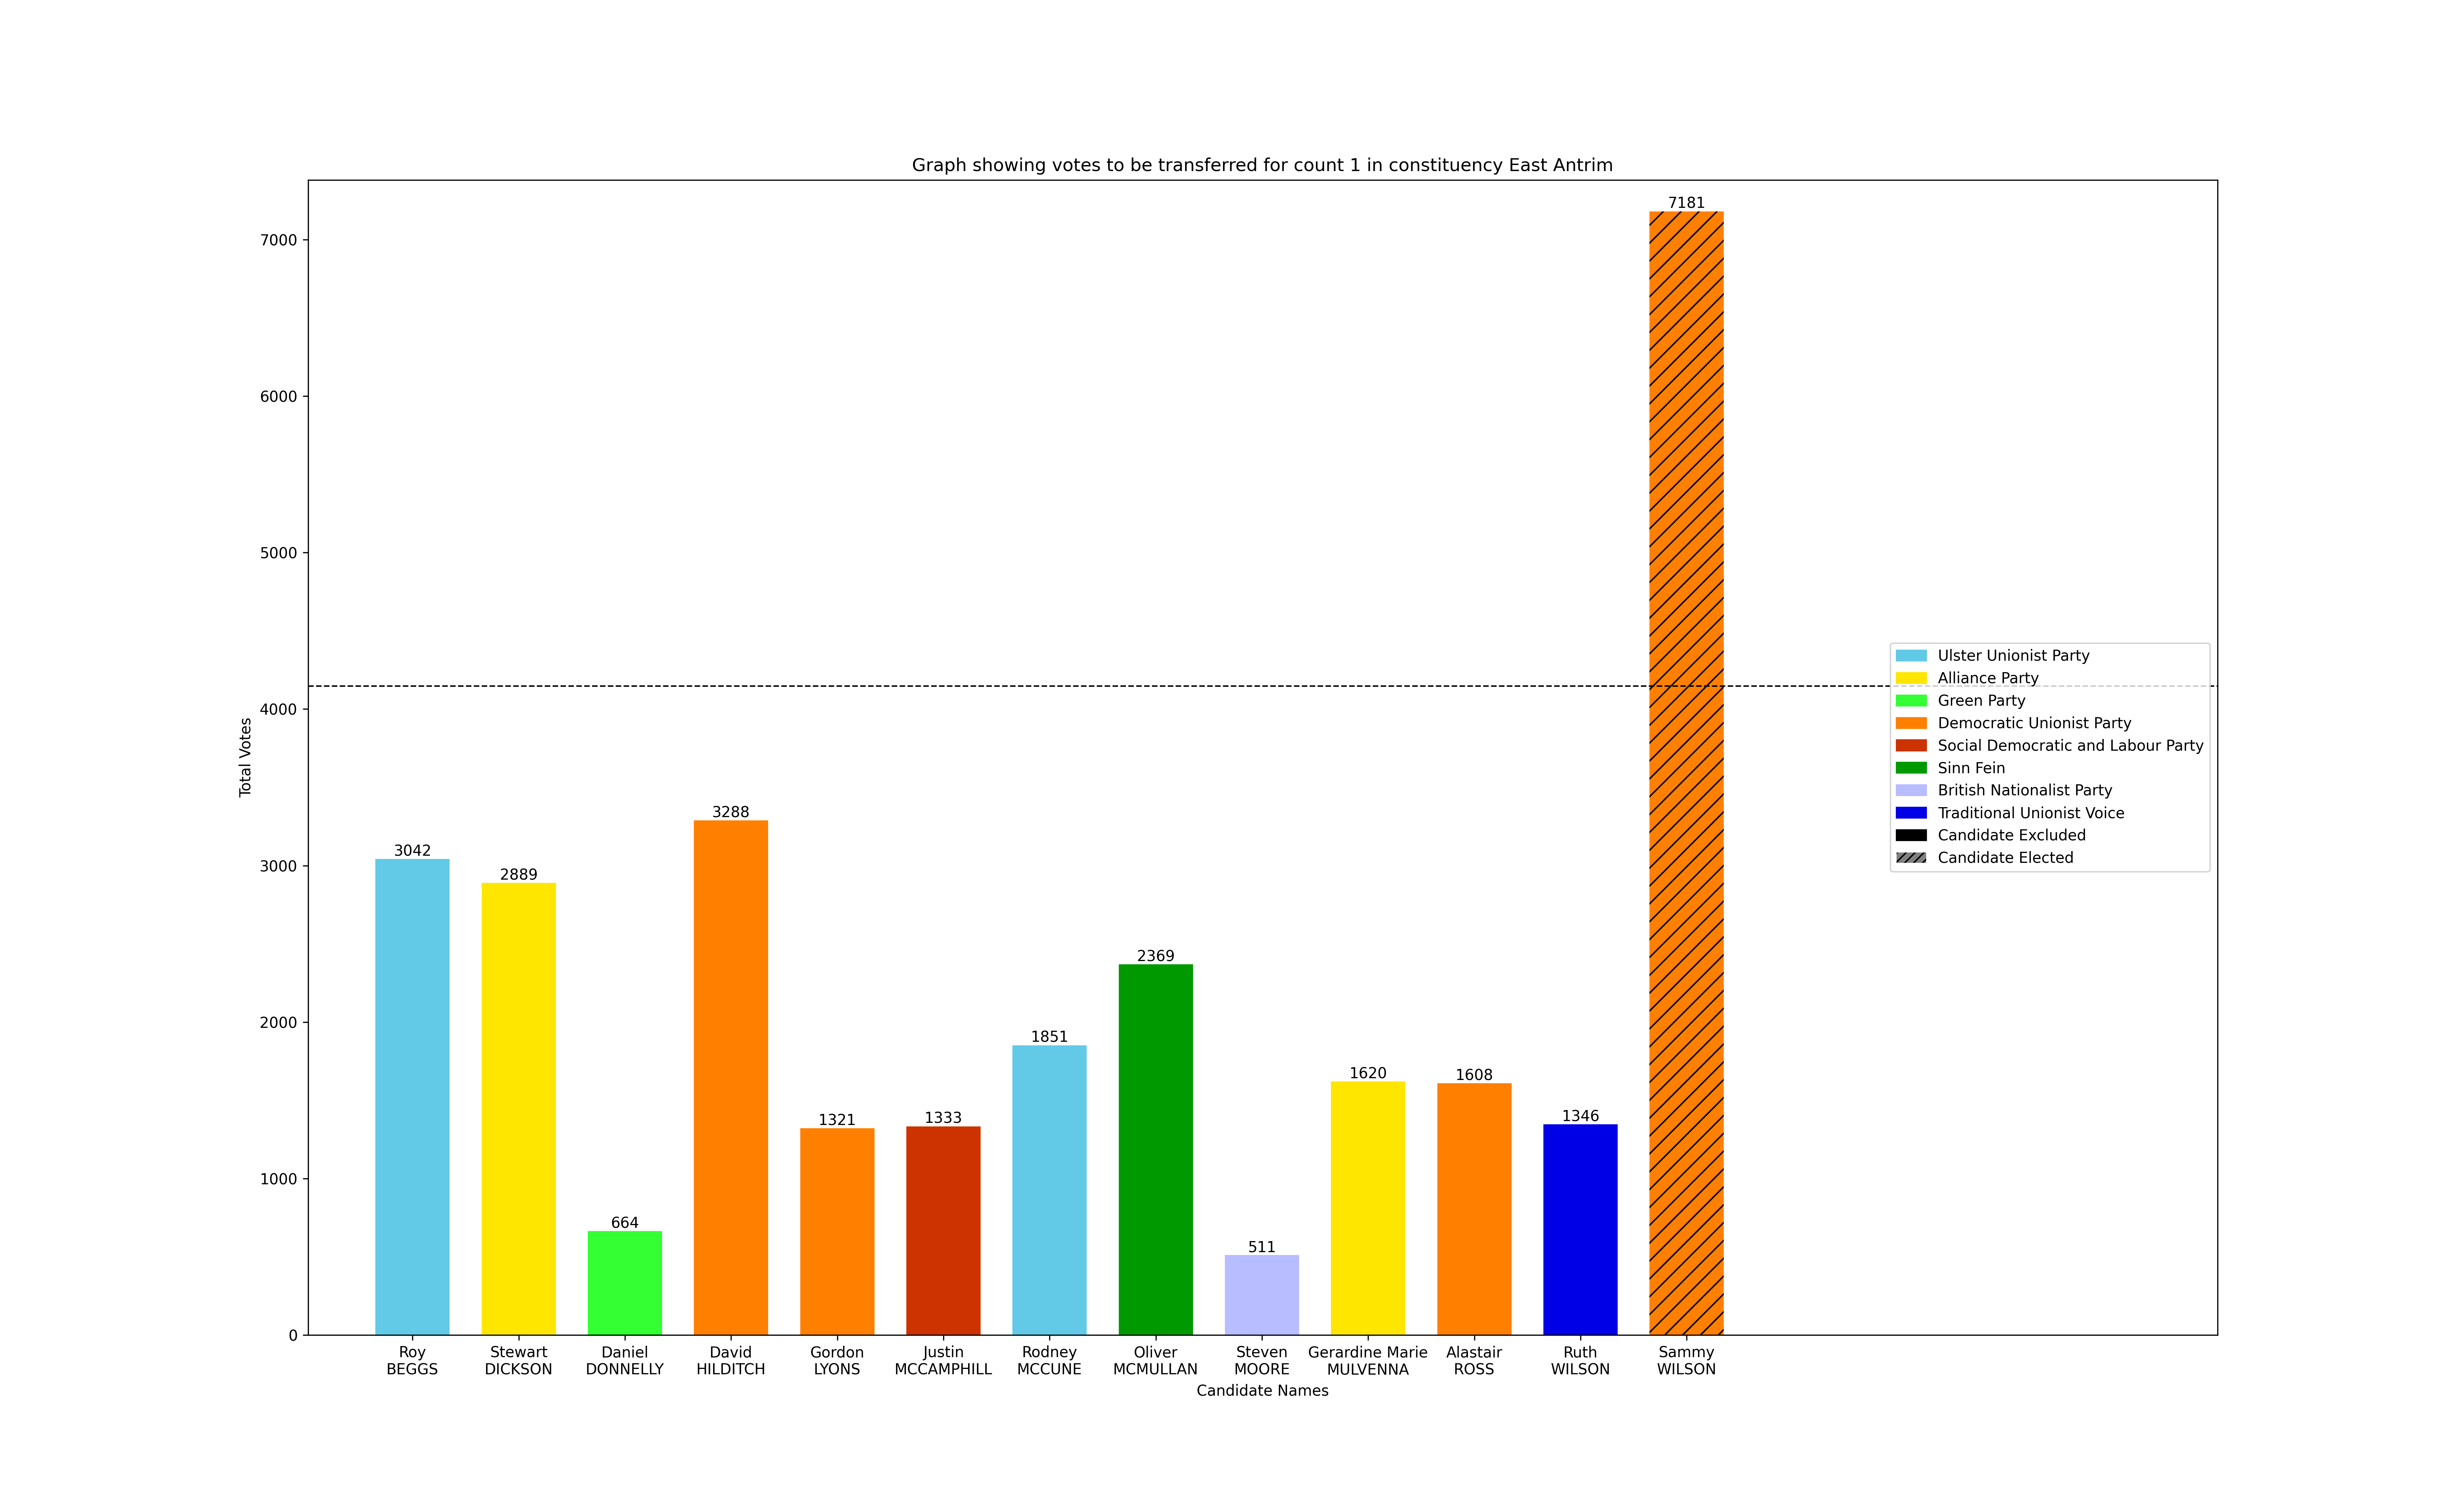 Graph showing votes to be transferred for count 1 in constituency East Antrim
7181
7000
6000
5000
4000
3000
2000
1000
0
Total Votes
3042
2889
664
3288
1321
1333
1851
2369
511
1620
1608
1346
Ulster Unionist Party
Alliance Party
Green Party
Democratic Unionist Party
Social Democratic and Labour Party
Sinn Fein
British Nationalist Party
Traditional Unionist Voice
Candidate Excluded
Candidate Elected
Roy
BEGGS
Stewart
DICKSON
Daniel
DONNELLY
David
HILDITCH
Gordon
LYONS
Justin
MCCAMPHILL
Rodney
MCCUNE
Oliver
MCMULLAN
Steven
MOORE
Gerardine Marie
MULVENNA
Alastair
ROSS
Ruth
WILSON
Sammy
WILSON
Candidate Names